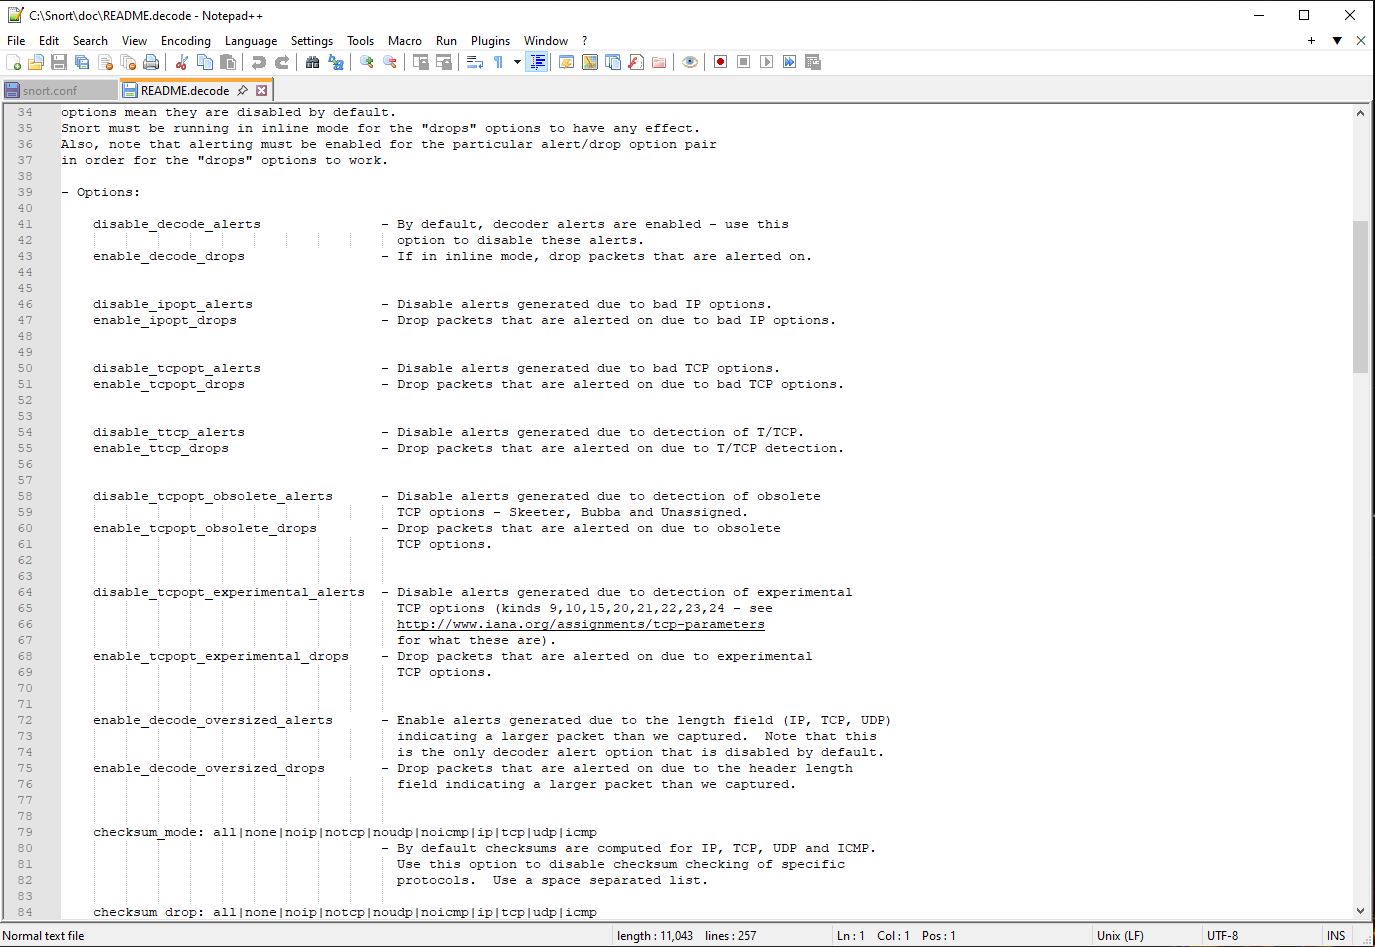 C:\Snort\doc\README.decode - Notepad++
File Edit Search View Encoding Language Settings Tools Macro Run Plugins Window ?
snort.conf README.decode
34 options mean they are disabled by default.
35 Snort must be running in inline mode for the "drops" options to have any effect.
36 Also, note that alerting must be enabled for the particular alert/drop option pair
37 in order for the "drops" options to work.
38
39 - Options:
40
41 disable_decode_alerts - By default, decoder alerts are enabled - use this
42 option to disable these alerts.
43 enable_decode_drops - If in inline mode, drop packets that are alerted on.
44
45
46 disable_ipopt_alerts - Disable alerts generated due to bad IP options.
47 enable_ipopt_drops - Drop packets that are alerted on due to bad IP options.
48
49
50 disable_tcpopt_alerts - Disable alerts generated due to bad TCP options.
51 enable_tcpopt_drops - Drop packets that are alerted on due to bad TCP options.
52
53
54 disable_ttcp_alerts - Disable alerts generated due to detection of T/TCP.
55 enable_ttcp_drops - Drop packets that are alerted on due to T/TCP detection.
56
57
58 disable_tcpopt_obsolete_alerts - Disable alerts generated due to detection of obsolete
59 TCP options - Skeeter, Bubba and Unassigned.
60 enable_tcpopt_obsolete_drops - Drop packets that are alerted on due to obsolete
61 TCP options.
62
63
64 disable_tcpopt_experimental_alerts - Disable alerts generated due to detection of experimental
65 TCP options (kinds 9,10,15,20,21,22,23,24 - see
66 http://www.iana.org/assignments/tcp-parameters
67 for what these are).
68 enable_tcpopt_experimental_drops - Drop packets that are alerted on due to experimental
69 TCP options.
70
71
72 enable_decode_oversized_alerts - Enable alerts generated due to the length field (IP, TCP, UDP)
73 indicating a larger packet than we captured.  Note that this
74 is the only decoder alert option that is disabled by default.
75 enable_decode_oversized_drops - Drop packets that are alerted on due to the header length
76 field indicating a larger packet than we captured.
77
78
79 checksum_mode: all|none|noip|notcp|noudp|noicmp|ip|tcp|udp|icmp
80 - By default checksums are computed for IP, TCP, UDP and ICMP.
81 Use this option to disable checksum checking of specific
82 protocols.  Use a space separated list.
83
84 checksum_drop: all|none|noip|notcp|noudp|noicmp|ip|tcp|udp|icmp
Normal text file length : 11,043 lines : 257 Ln : 1 Col : 1 Pos : 1 Unix (LF) UTF-8 INS